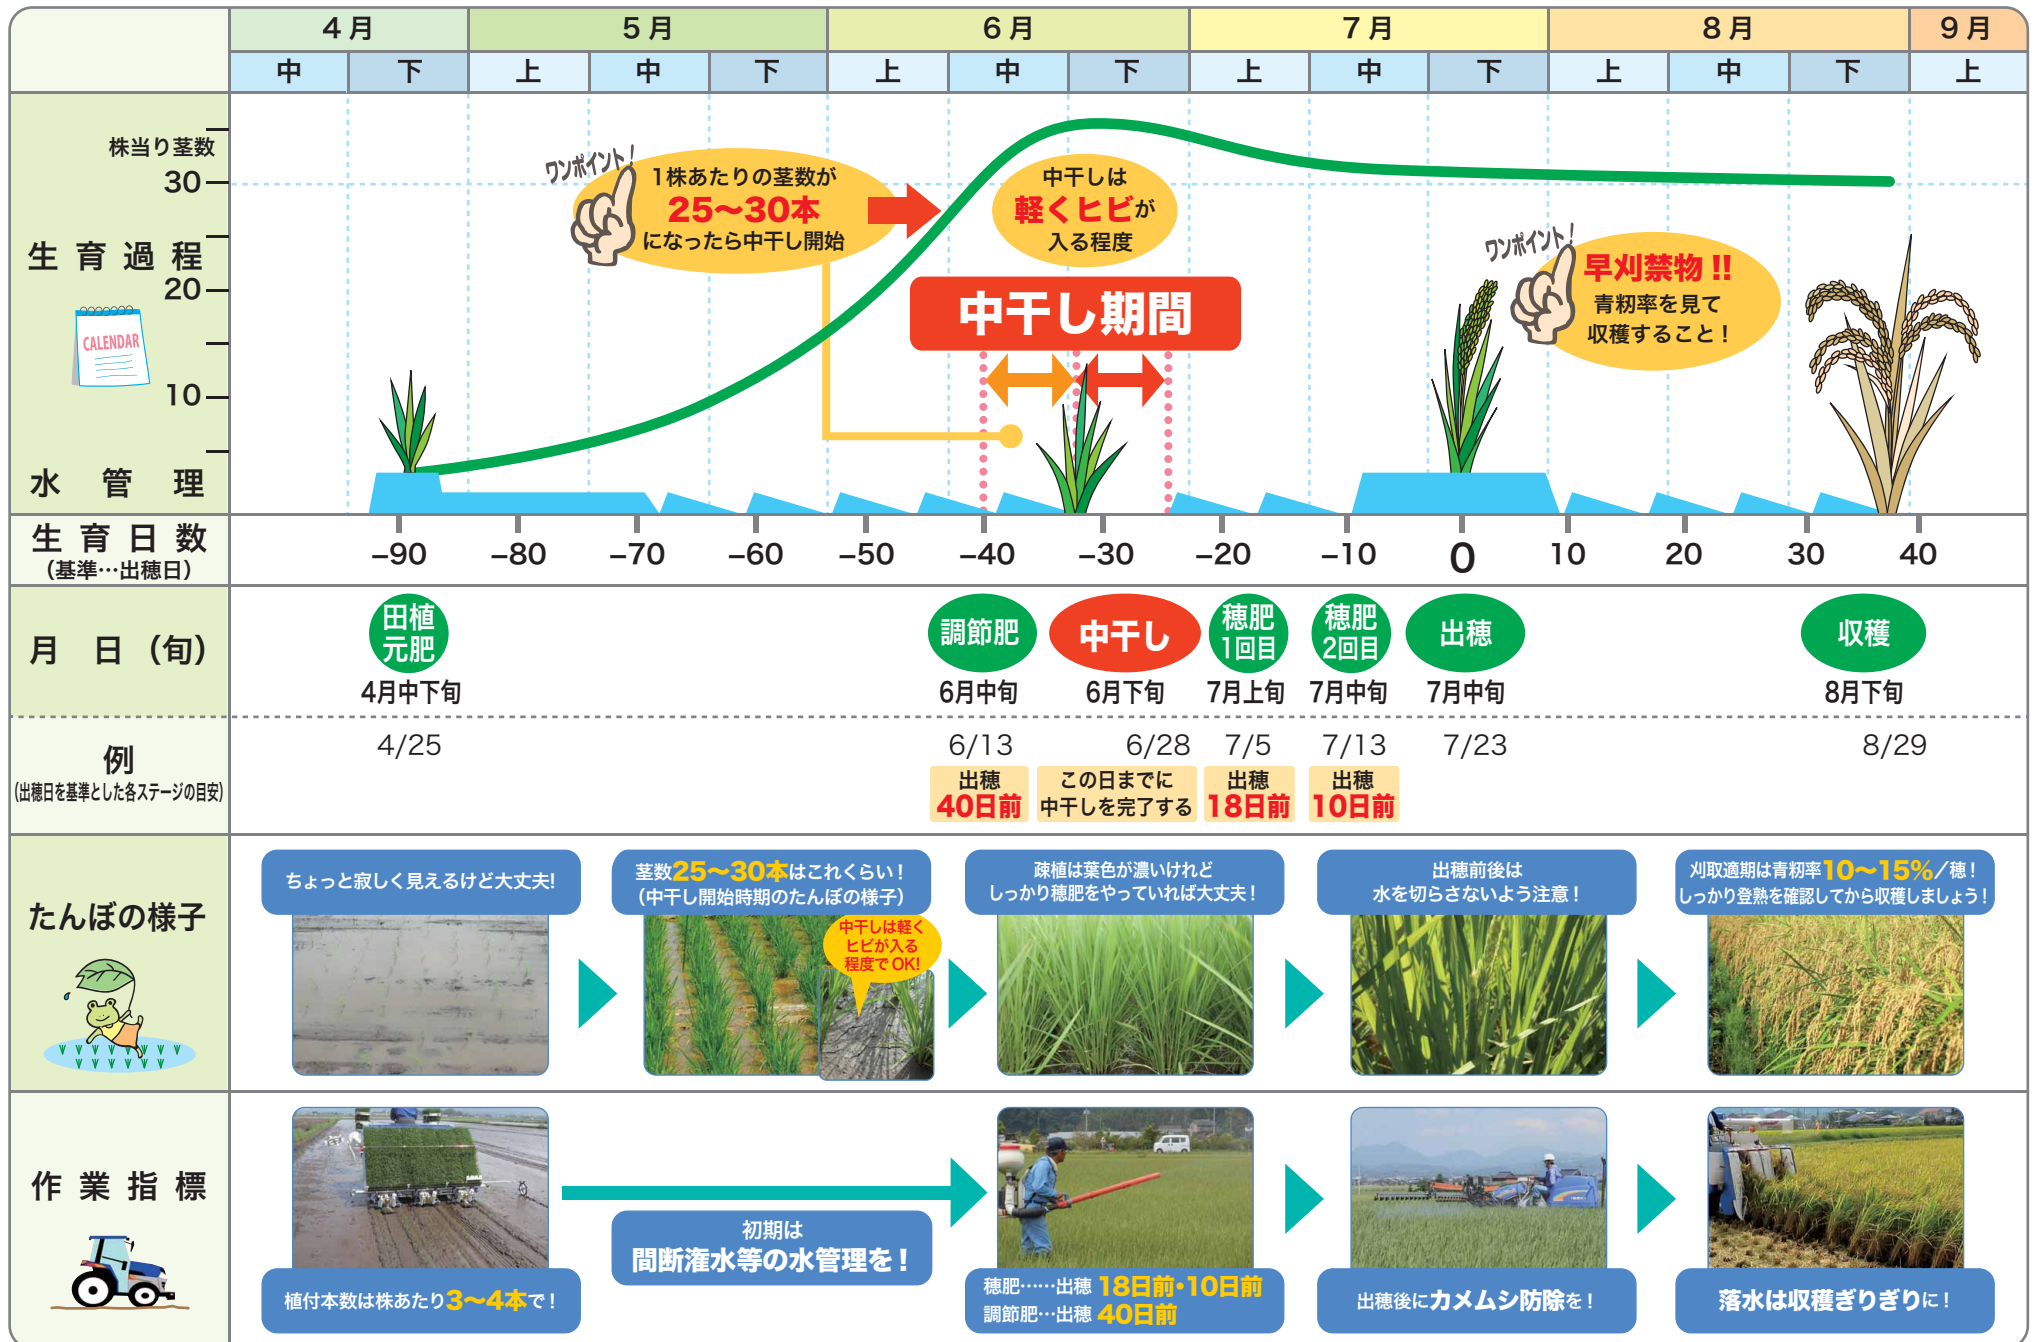 4月
5月
6月
7月
8月
9月
中
下
上
中
下
上
中
下
上
中
下
上
中
下
上
生育過程
CALENDAR
水管理
株当り茎数
30
20
10
ワンポイント!
1株あたりの茎数が
25〜30本
になったら中干し開始
中干しは
軽くヒビが
入る程度
中干し期間
ワンポイント!
早刈禁物!!
青籾率を見て
収穫すること!
生育日数
(基準…出穂日)
−90
−80
−70
−60
−50
−40
−30
−20
−10
0
10
20
30
40
月 日(旬)
田植
元肥
4月中下旬
調節肥
6月中旬
中干し
6月下旬
穂肥
1回目
7月上旬
穂肥
2回目
7月中旬
出穂
7月中旬
収穫
8月下旬
例
(出穂日を基準とした各ステージの目安)
4/25
6/13
出穂
40日前
6/28
この日までに
中干しを完了する
7/5
出穂
18日前
7/13
出穂
10日前
7/23
8/29
たんぼの様子
ちょっと寂しく見えるけど大丈夫!
茎数25〜30本はこれくらい!
(中干し開始時期のたんぼの様子)
中干しは軽く
ヒビが入る
程度でOK!
疎植は葉色が濃いけれど
しっかり穂肥をやっていれば大丈夫!
出穂前後は
水を切らさないよう注意!
刈取適期は青籾率10〜15%/穂!
しっかり登熟を確認してから収穫しましょう!
作業指標
植付本数は株あたり3〜4本で!
初期は
間断潅水等の水管理を!
穂肥……出穂 18日前・10日前
調節肥…出穂 40日前
出穂後にカメムシ防除を!
落水は収穫ぎりぎりに!